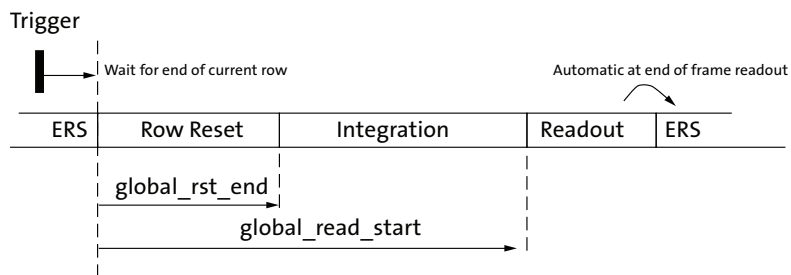 Trigger
Wait for end of current row
Automatic at end of frame readout
ERS Row Reset Integration Readout ERS
global_rst_end
global_read_start